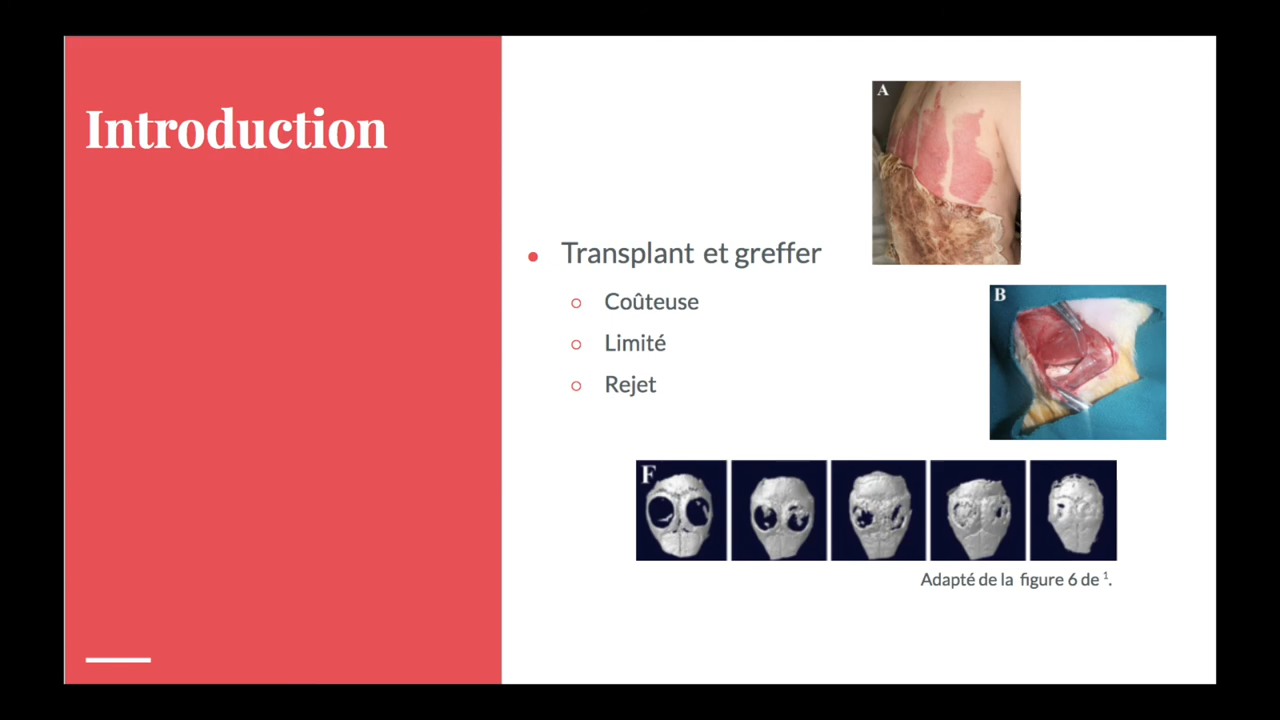 Introduction
A
Transplant et greffer
B
Coûteuse
Limité
Rejet
F
Adapté de la figure 6 de ¹.